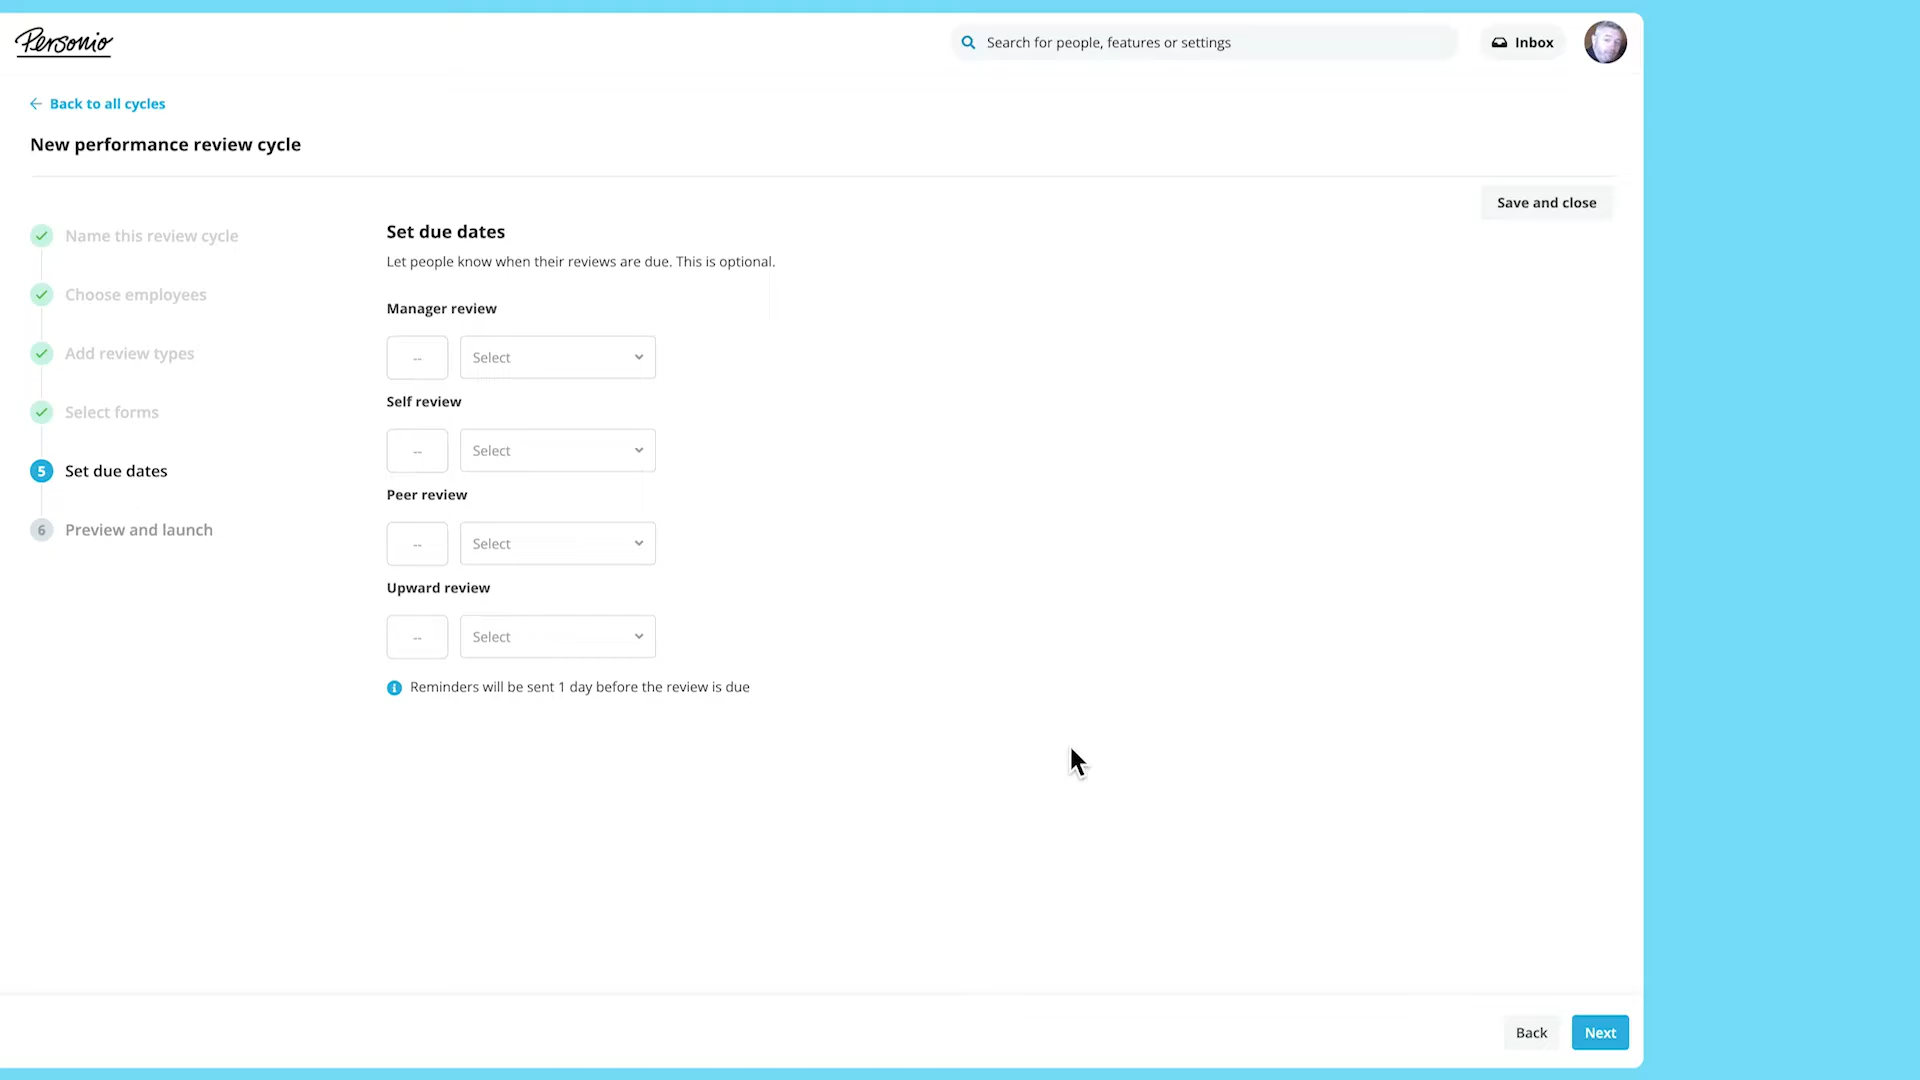 Personio
Search for people, features or settings
Inbox
Back to all cycles
New performance review cycle
Save and close
Name this review cycle
Choose employees
Add review types
Select forms
5 Set due dates
6 Preview and launch
Set due dates
Let people know when their reviews are due. This is optional.
Manager review
-- Select
Self review
-- Select
Peer review
-- Select
Upward review
-- Select
Reminders will be sent 1 day before the review is due
Back
Next